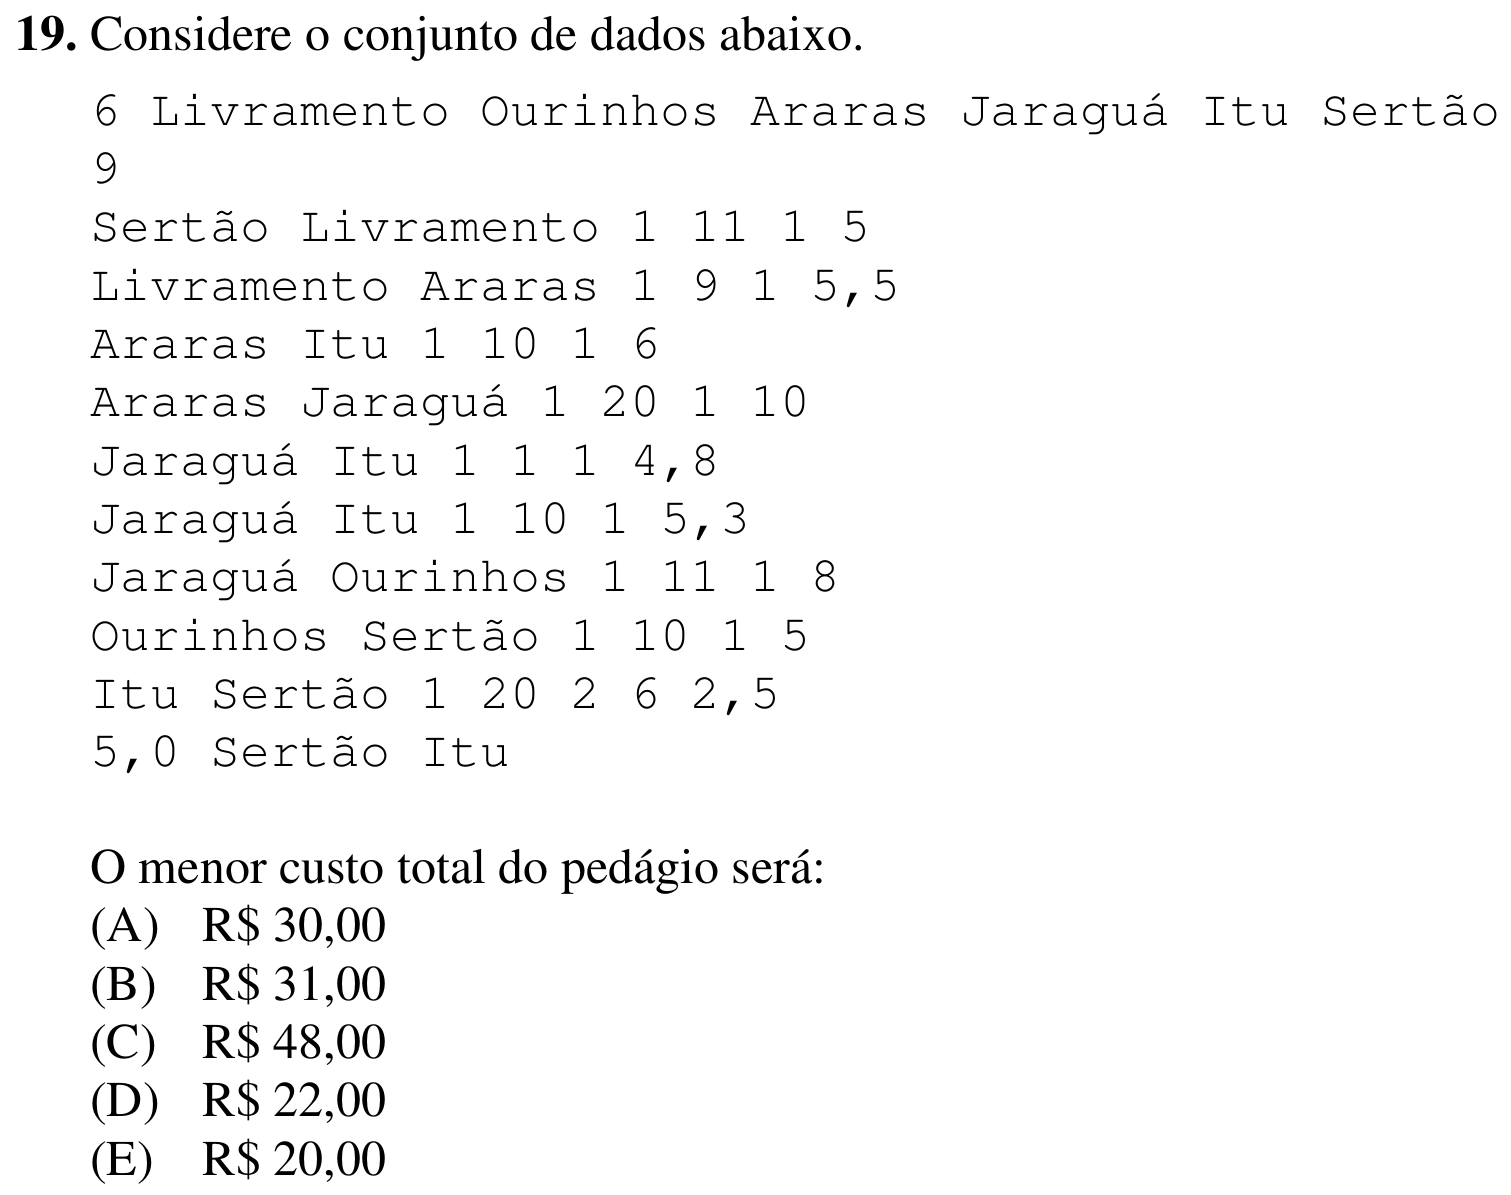 19. Considere o conjunto de dados abaixo.
6 Livramento Ourinhos Araras Jaraguá Itu Sertão
9
Sertão Livramento 1 11 1 5
Livramento Araras 1 9 1 5,5
Araras Itu 1 10 1 6
Araras Jaraguá 1 20 1 10
Jaraguá Itu 1 1 1 4,8
Jaraguá Itu 1 10 1 5,3
Jaraguá Ourinhos 1 11 1 8
Ourinhos Sertão 1 10 1 5
Itu Sertão 1 20 2 6 2,5
5,0 Sertão Itu
O menor custo total do pedágio será:
(A) R$ 30,00
(B) R$ 31,00
(C) R$ 48,00
(D) R$ 22,00
(E) R$ 20,00